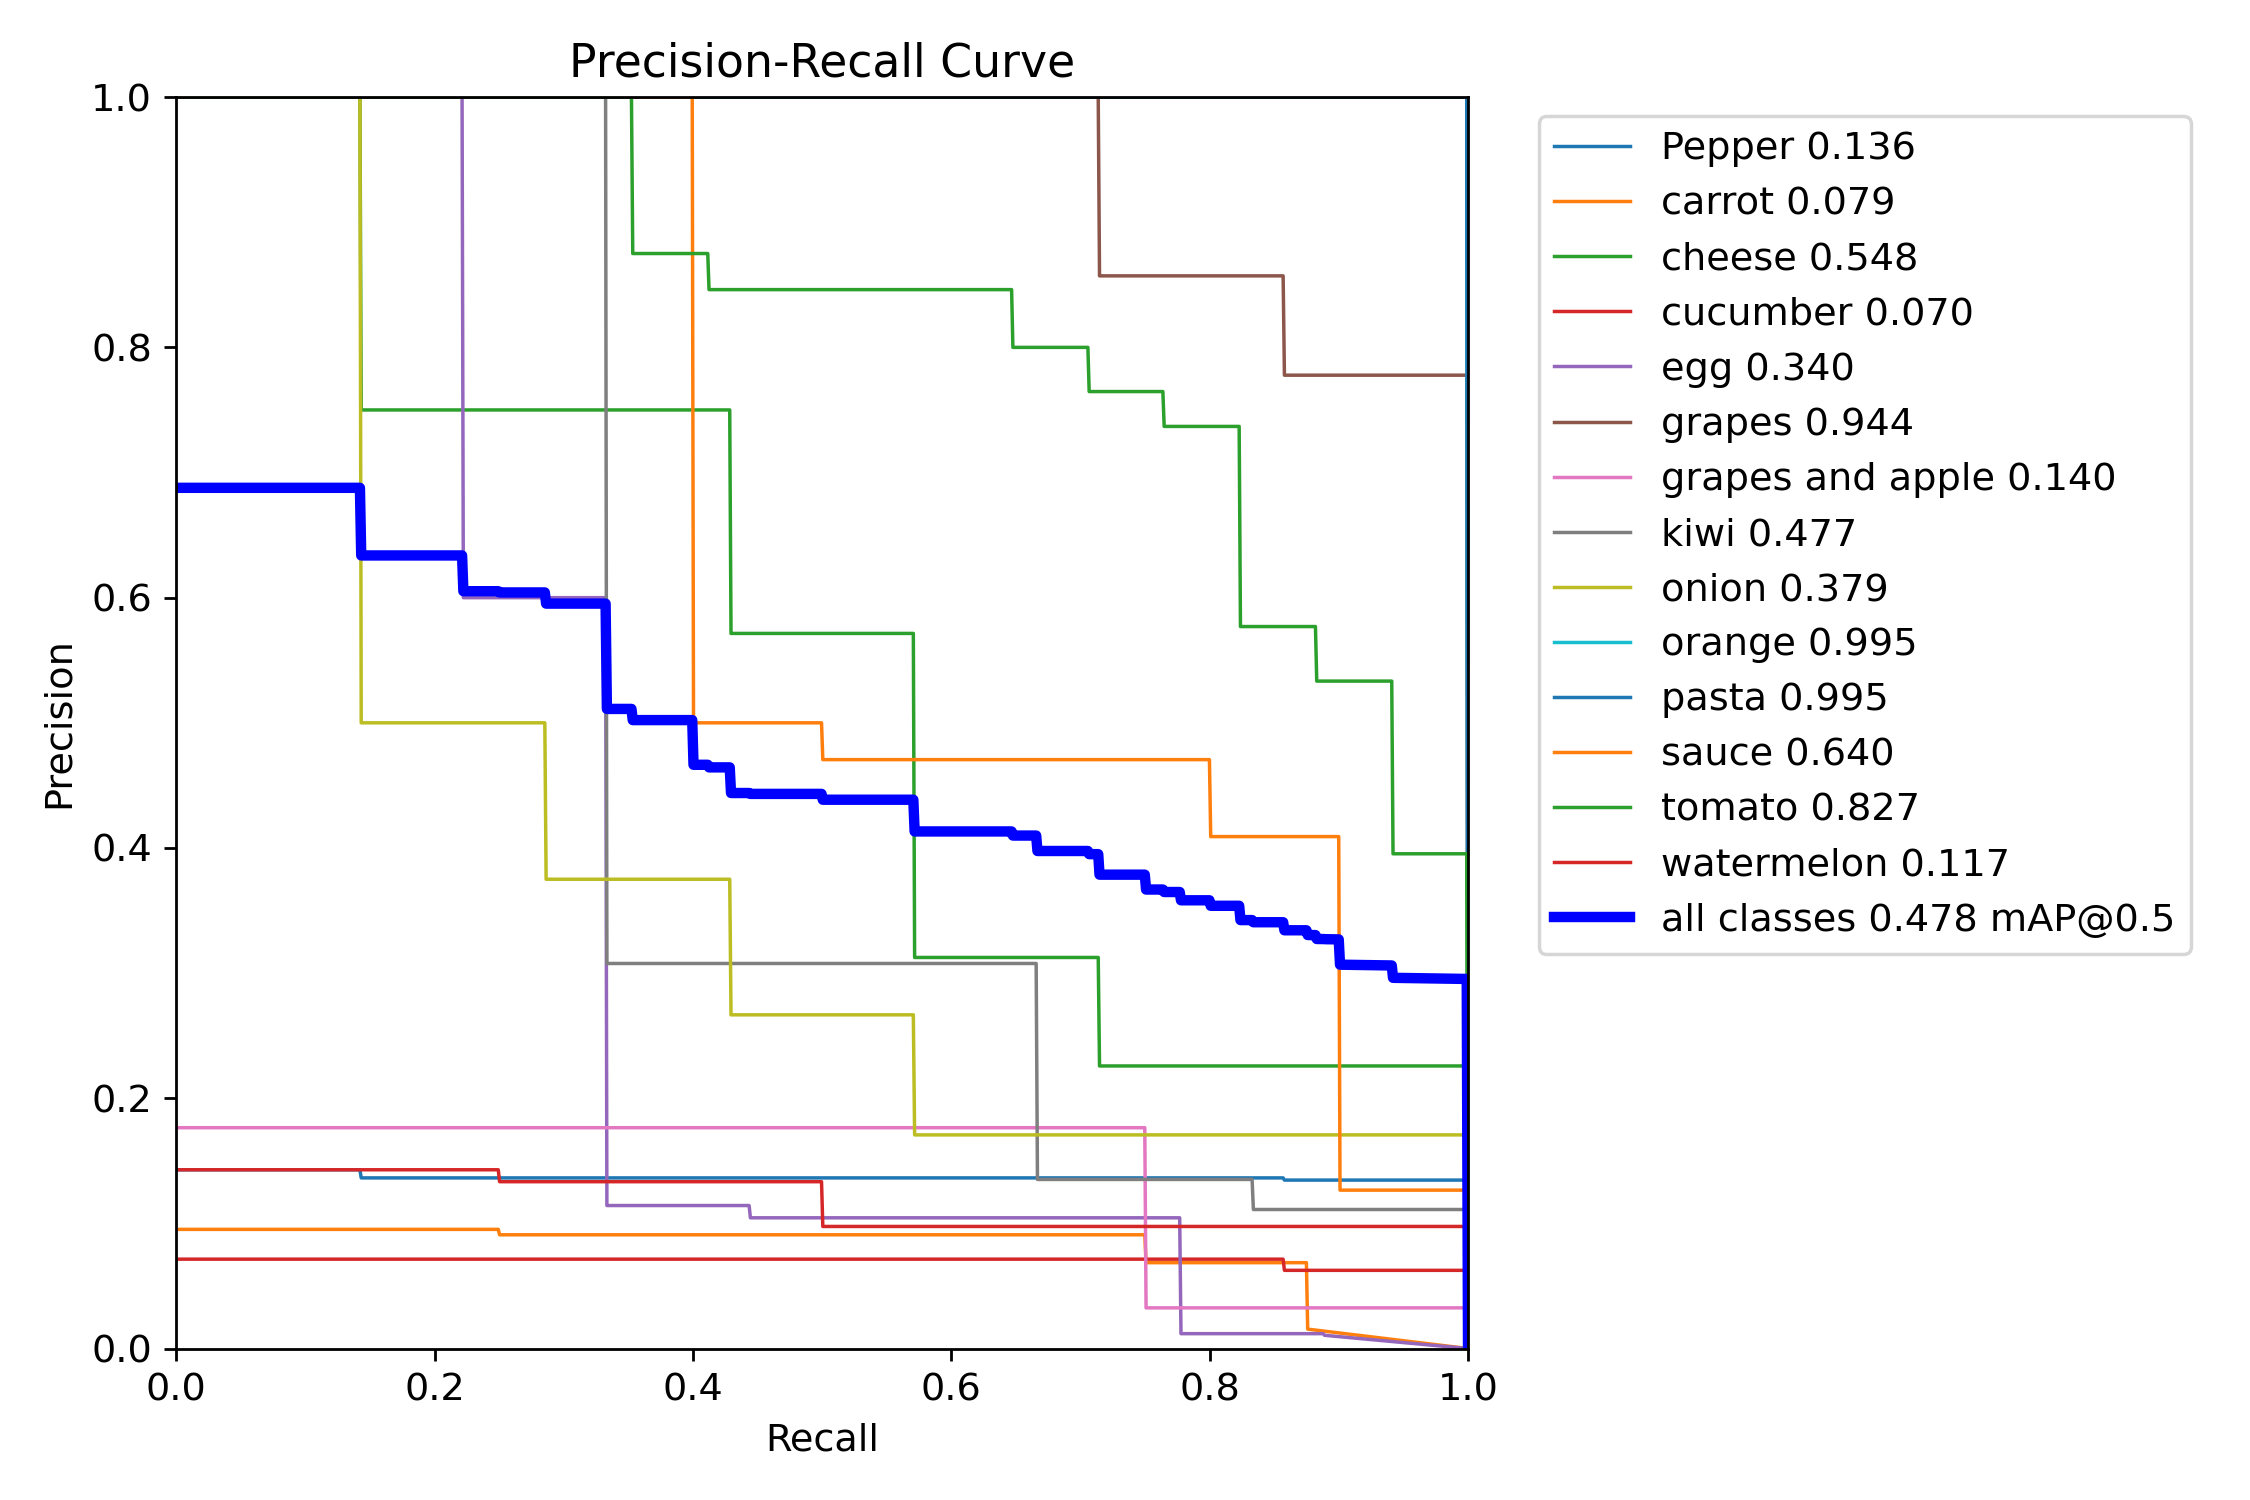 Precision-Recall Curve
1.0
0.8
0.6
0.4
0.2
0.0
Precision
0.0 0.2 0.4 0.6 0.8 1.0
Recall
Pepper 0.136
carrot 0.079
cheese 0.548
cucumber 0.070
egg 0.340
grapes 0.944
grapes and apple 0.140
kiwi 0.477
onion 0.379
orange 0.995
pasta 0.995
sauce 0.640
tomato 0.827
watermelon 0.117
all classes 0.478 mAP@0.5